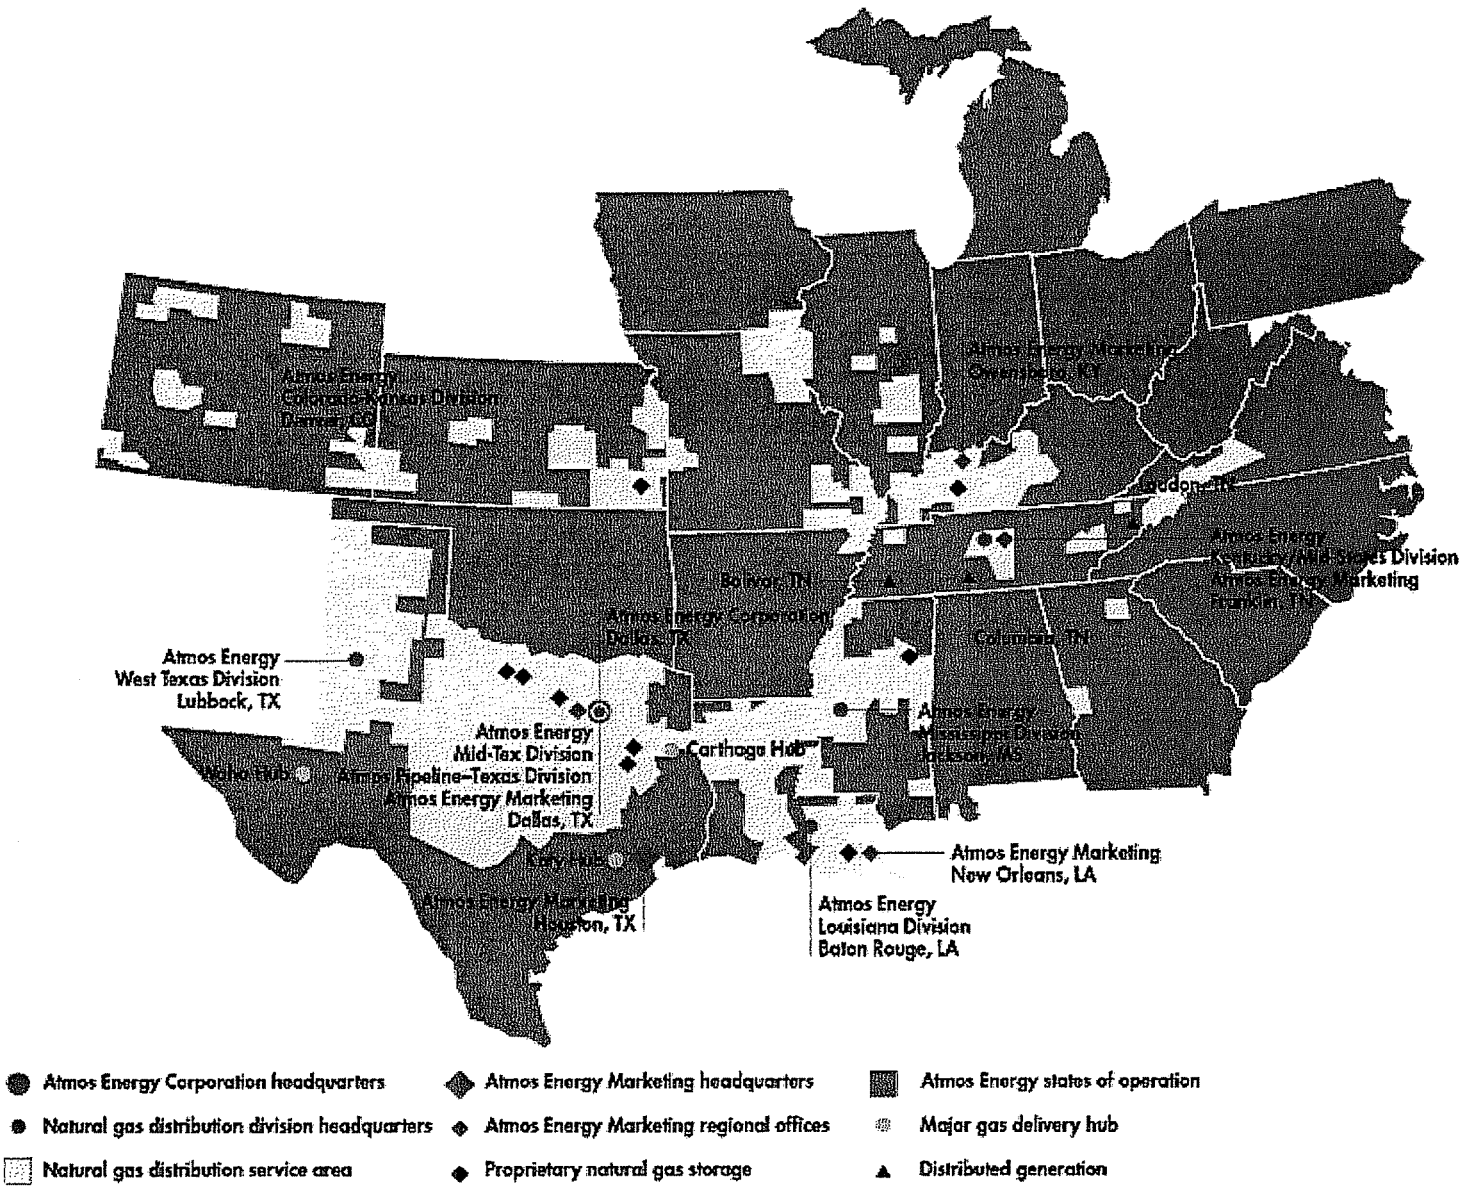 Atmos Energy Marketing
Owensboro, KY
Atmos Energy
Colorado-Kansas Division
Denver, CO
Loudon, TN
Atmos Energy
Kentucky/Mid-States Division
Atmos Energy Marketing
Franklin, TN
Bolivar, TN
Atmos Energy Corporation
Dallas, TX
Columbia, TN
Atmos Energy
West Texas Division
Lubbock, TX
Atmos Energy
Mississippi Division
Jackson, MS
Atmos Energy
Mid-Tex Division
Atmos Pipeline–Texas Division
Atmos Energy Marketing
Dallas, TX
Carthage Hub
Waha Hub
Katy Hub
Atmos Energy Marketing
New Orleans, LA
Atmos Energy Marketing
Houston, TX
Atmos Energy
Louisiana Division
Baton Rouge, LA
Atmos Energy Corporation headquarters
Atmos Energy Marketing headquarters
Atmos Energy states of operation
Natural gas distribution division headquarters
Atmos Energy Marketing regional offices
Major gas delivery hub
Natural gas distribution service area
Proprietary natural gas storage
Distributed generation